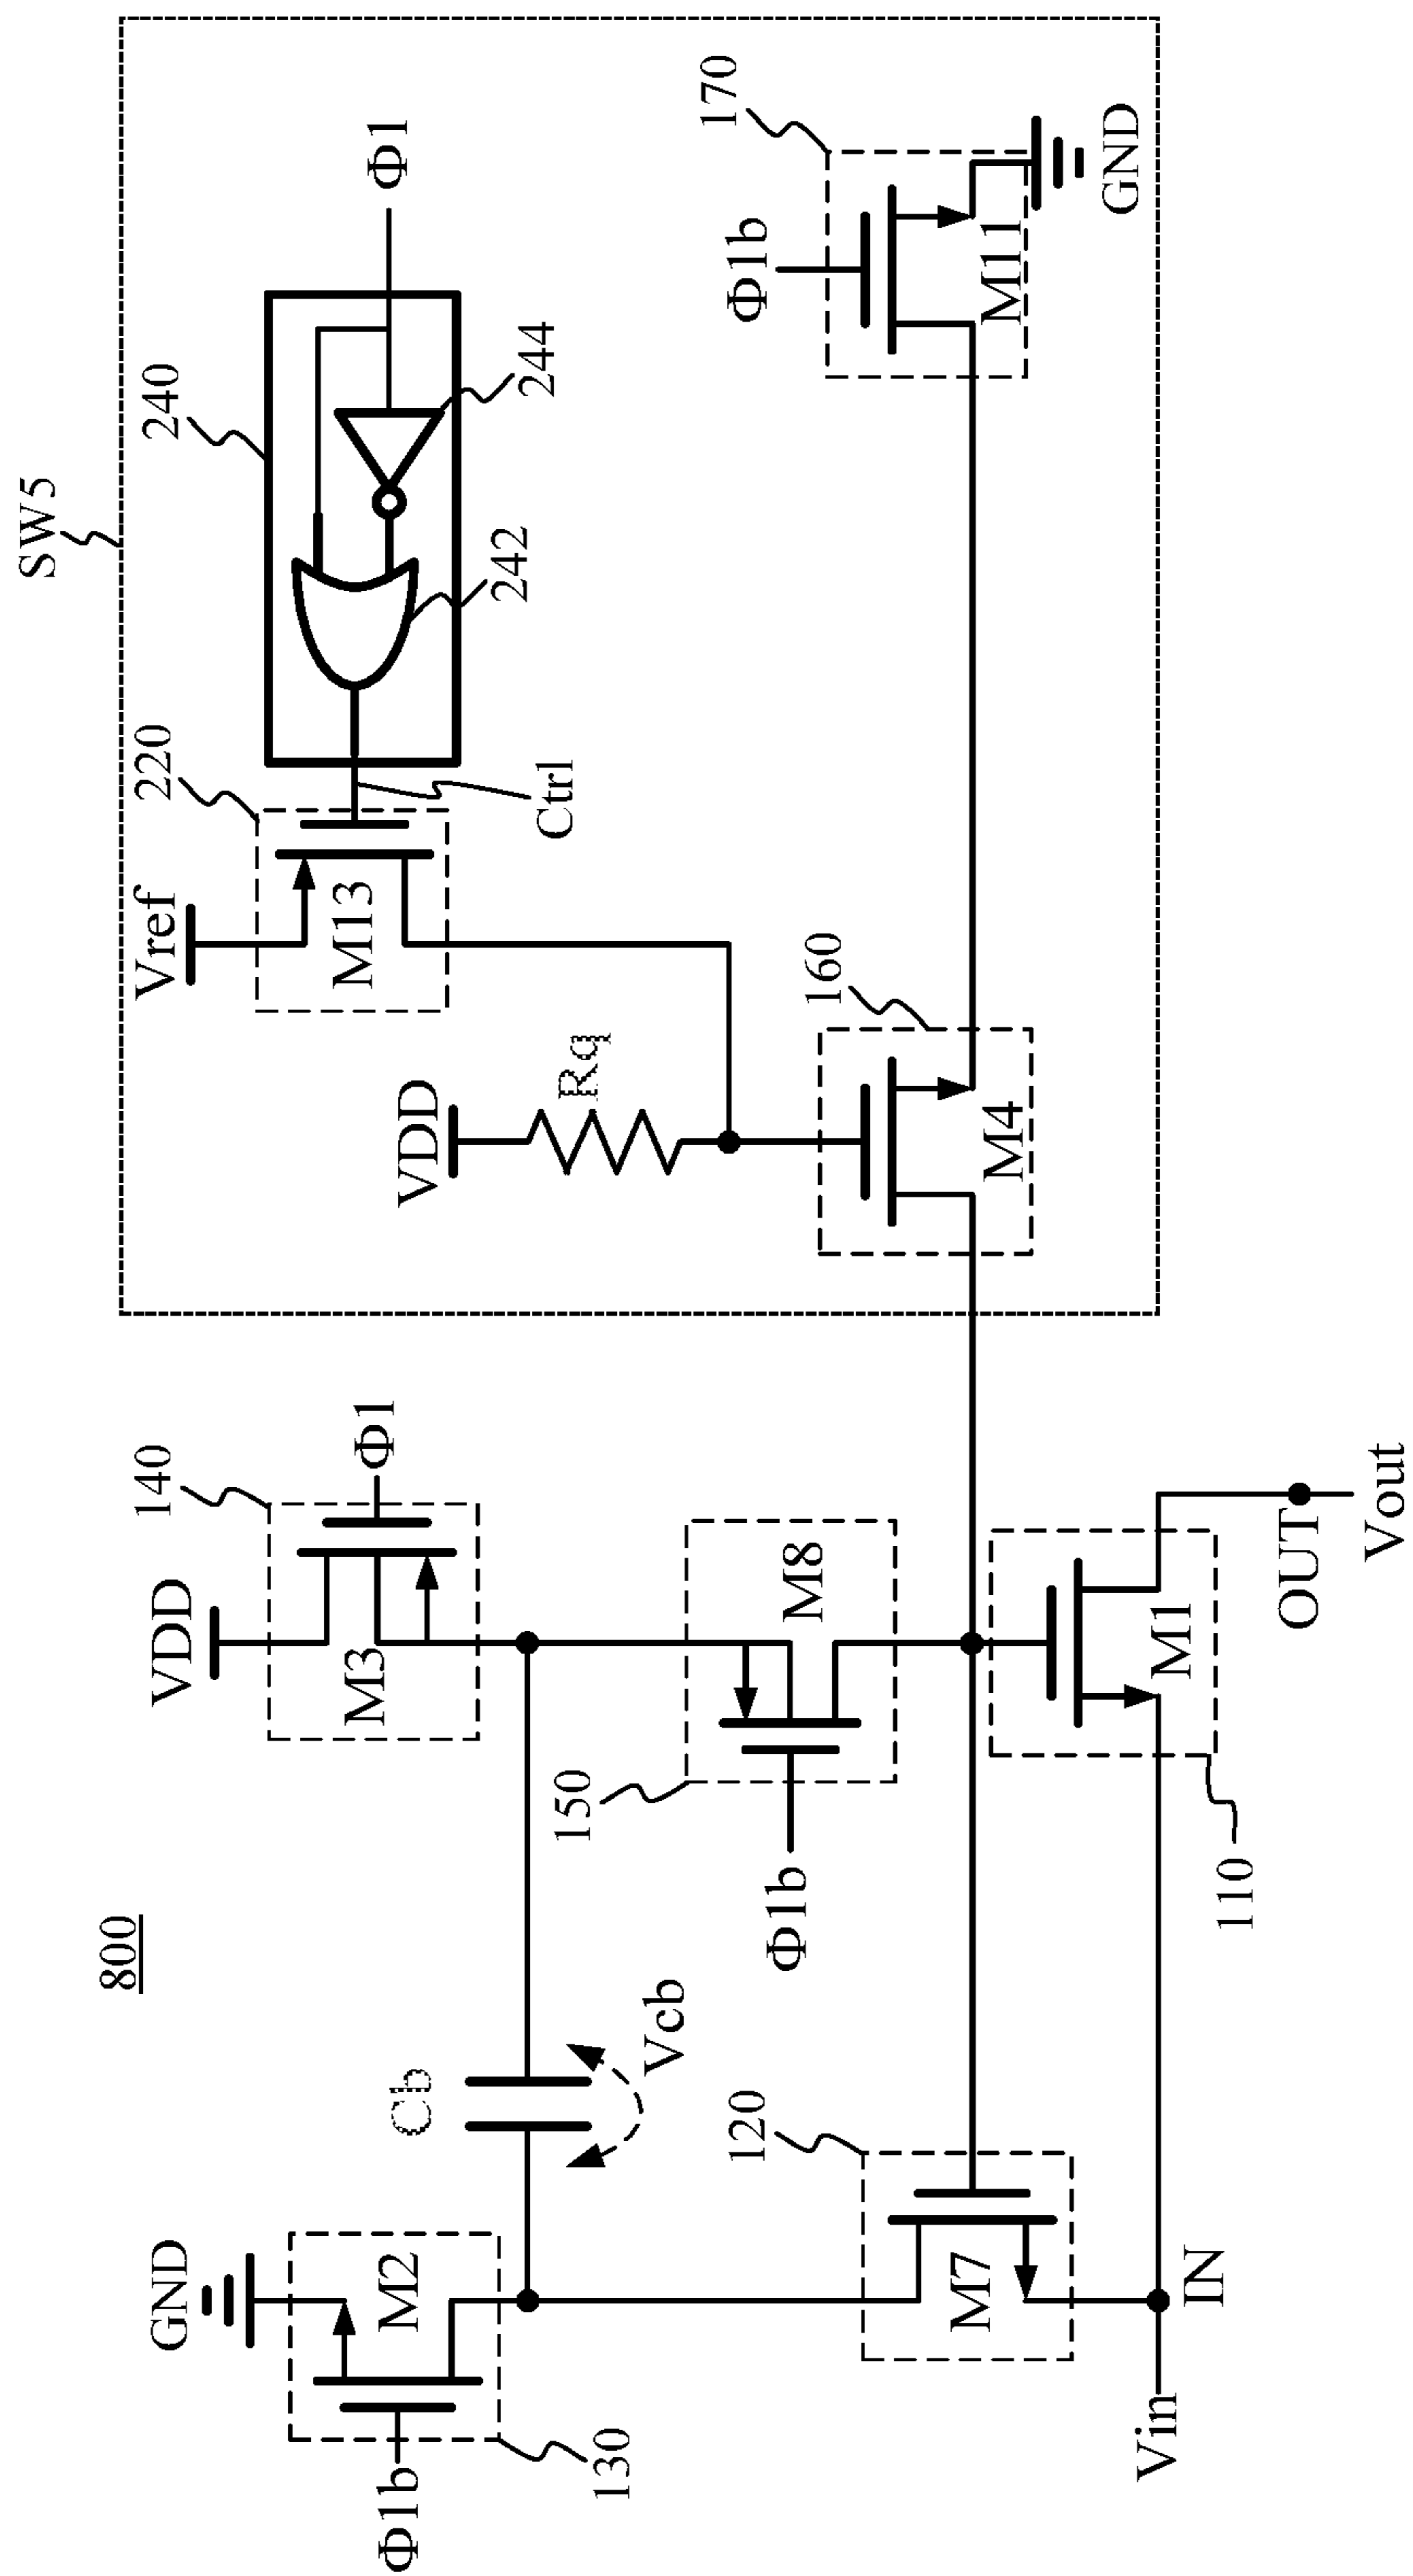 800
SW5
GND
VDD
Vref
140
220
240
Φ1b
M2
M3
Φ1
M13
Φ1
130
Cb
VDD
Rq
Ctrl
242
244
Vcb
150
Φ1b
M8
120
160
170
Φ1b
M7
M4
M11
GND
Vin
IN
110
M1
OUT
Vout